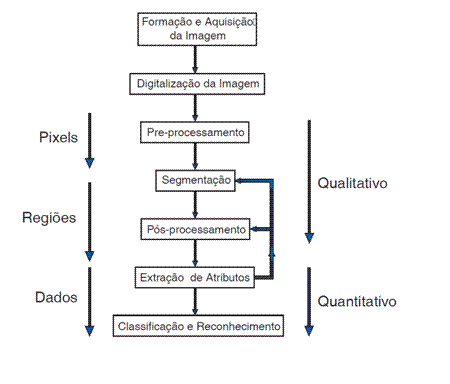 Formação e Aquisição
da Imagem
Digitalização da Imagem
Pre-processamento
Pixels
Segmentação
Qualitativo
Regiões
Pós-processamento
Extração de Atributos
Dados
Quantitativo
Classificação e Reconhecimento